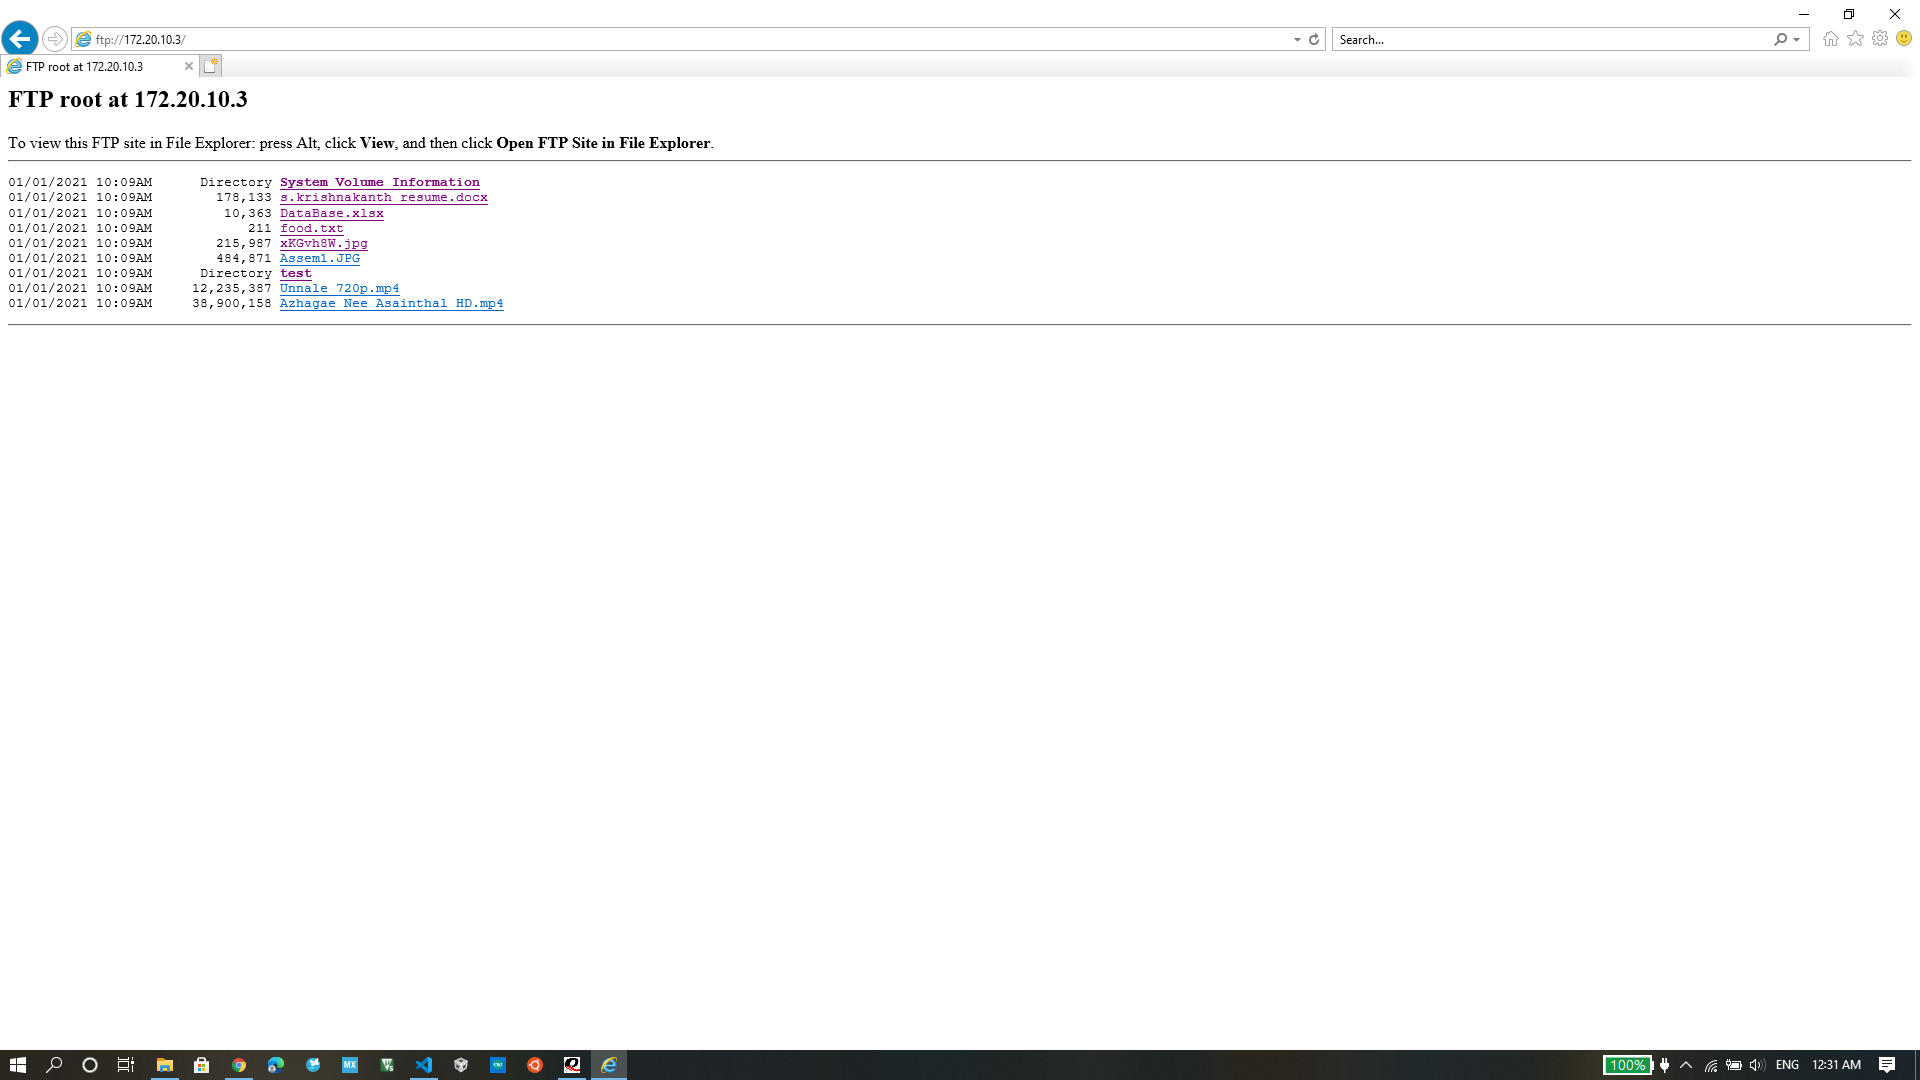 ftp://172.20.10.3/
Search...
FTP root at 172.20.10.3
FTP root at 172.20.10.3
To view this FTP site in File Explorer: press Alt, click View, and then click Open FTP Site in File Explorer.
01/01/2021 10:09AM Directory System Volume Information
01/01/2021 10:09AM 178,133 s.krishnakanth resume.docx
01/01/2021 10:09AM 10,363 DataBase.xlsx
01/01/2021 10:09AM 211 food.txt
01/01/2021 10:09AM 215,987 xKGvh8W.jpg
01/01/2021 10:09AM 484,871 Assem1.JPG
01/01/2021 10:09AM Directory test
01/01/2021 10:09AM 12,235,387 Unnale 720p.mp4
01/01/2021 10:09AM 38,900,158 Azhagae Nee Asainthal HD.mp4
MX
100%
ENG
12:31 AM